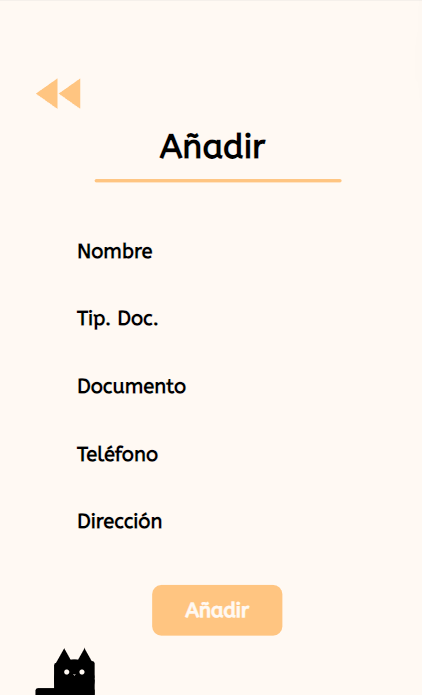 Añadir
Nombre
Tip. Doc.
Documento
Teléfono
Dirección
Añadir